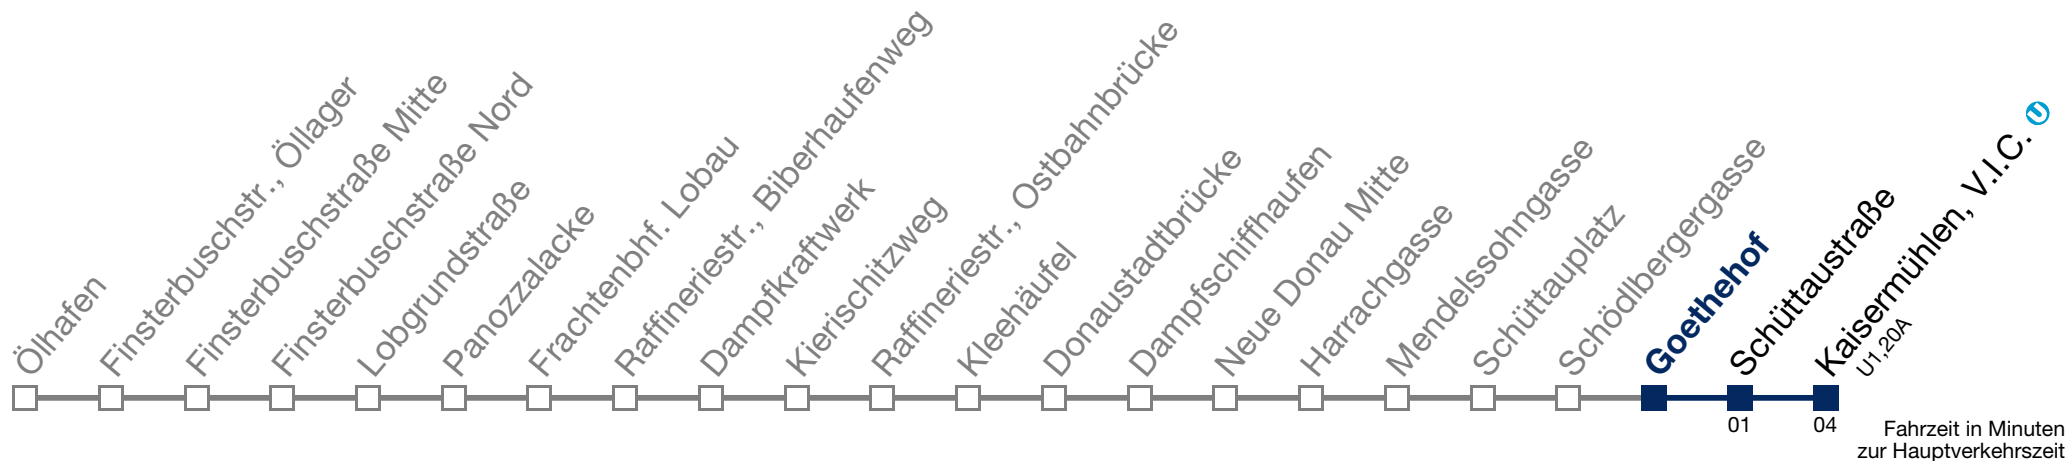 Ölhafen
Finsterbuschstr., Öllager
Finsterbuschstraße Mitte
Finsterbuschstraße Nord
Lobgrundstraße
Panozzalacke
Frachtenbhf. Lobau
Raffineriestr., Biberhaufenweg
Dampfkraftwerk
Kierischitzweg
Raffineriestr., Ostbahnbrücke
Kleehäufel
Donaustadtbrücke
Dampfschiffhaufen
Neue Donau Mitte
Harrachgasse
Mendelssohngasse
Schüttauplatz
Schödlbergergasse
Goethehof
Schüttaustraße
Kaisermühlen, V.I.C. U
U1,20A
01
04
Fahrzeit in Minuten
zur Hauptverkehrszeit